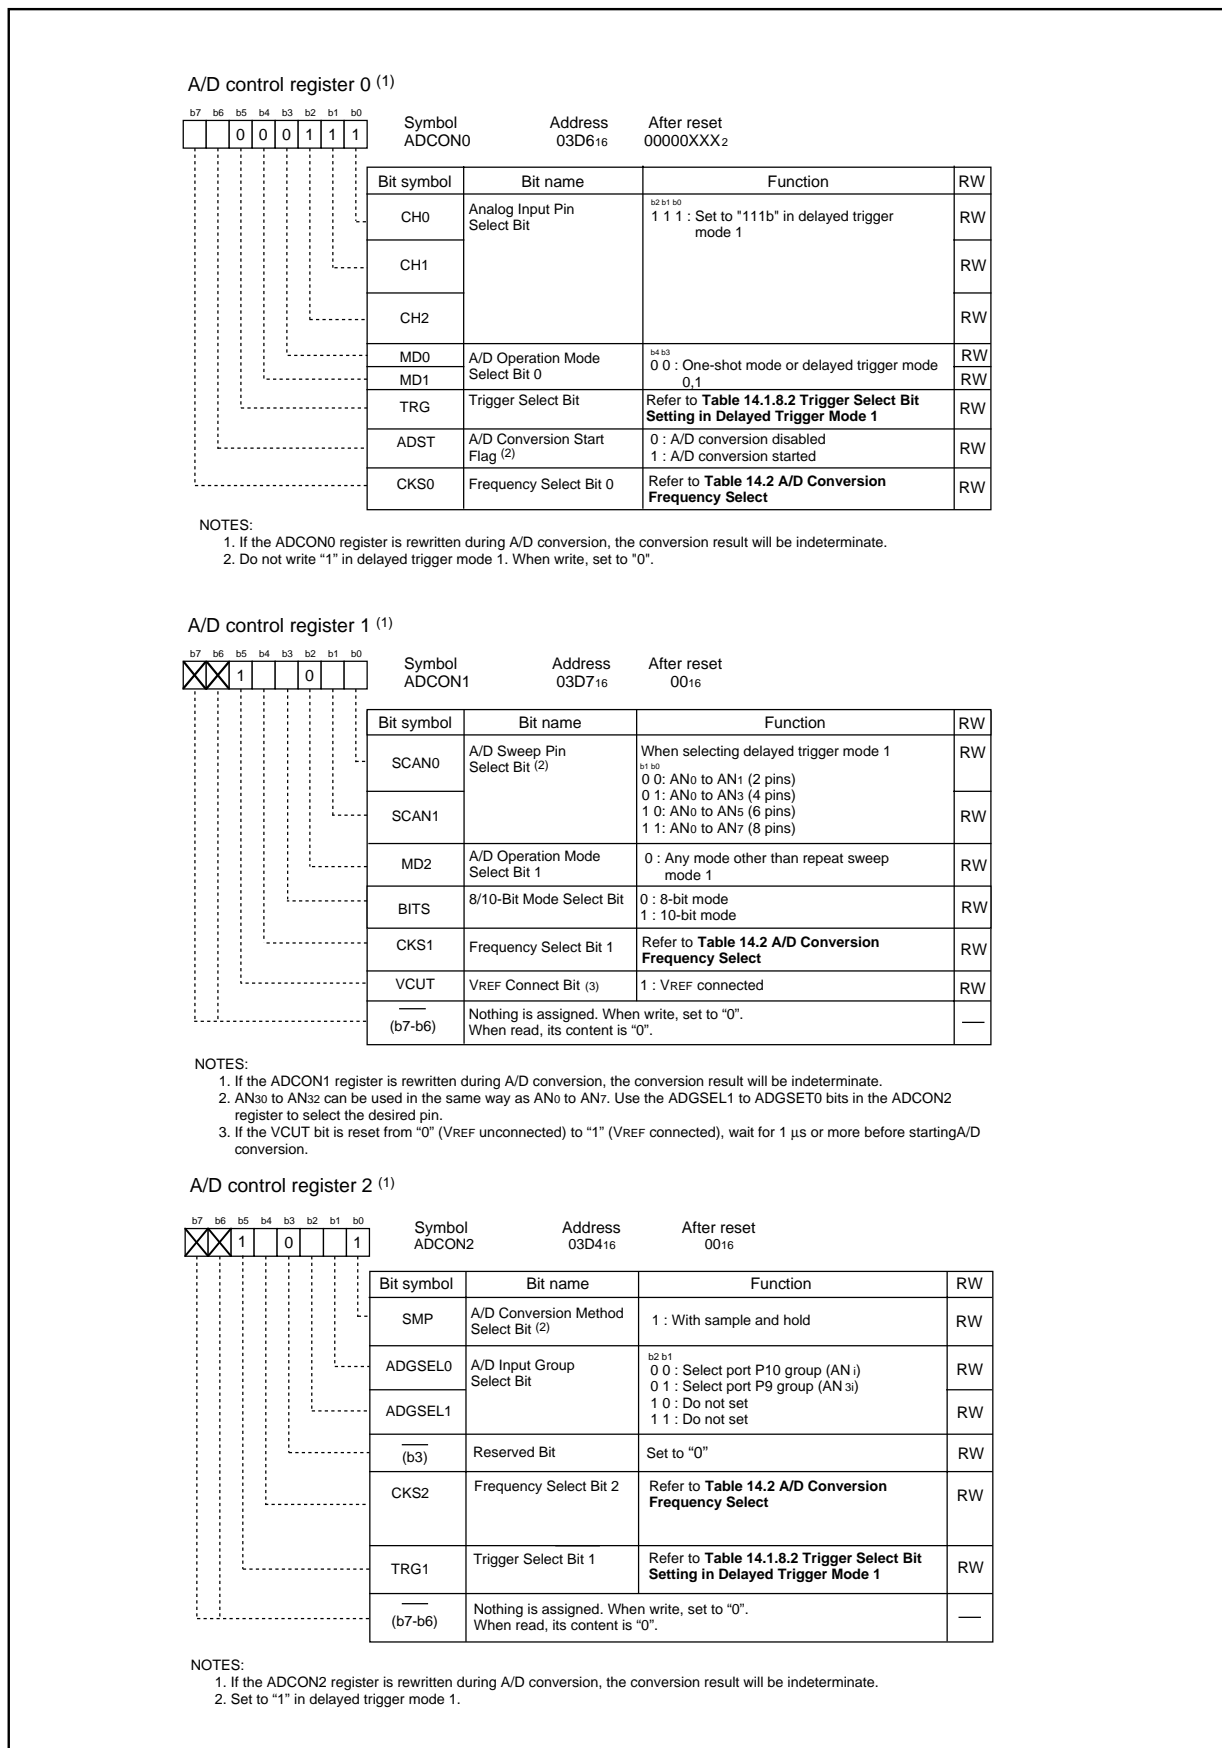 A/D control register 0 (1)
b7 b6 b5 b4 b3 b2 b1 b0
0 0 0 1 1 1
Symbol Address After reset
ADCON0 03D616 00000XXX2
Bit symbol Bit name Function RW
CH0 Analog Input Pin Select Bit
b2 b1 b0
1 1 1 : Set to "111b" in delayed trigger
mode 1
RW
CH1 RW
CH2 RW
MD0 A/D Operation Mode
Select Bit 0
b4 b3
0 0 : One-shot mode or delayed trigger mode
0,1
RW
MD1 RW
TRG Trigger Select Bit Refer to Table 14.1.8.2 Trigger Select Bit
Setting in Delayed Trigger Mode 1 RW
ADST A/D Conversion Start
Flag (2)
0 : A/D conversion disabled
1 : A/D conversion started
RW
CKS0 Frequency Select Bit 0 Refer to Table 14.2 A/D Conversion
Frequency Select RW
NOTES:
1. If the ADCON0 register is rewritten during A/D conversion, the conversion result will be indeterminate.
2. Do not write “1” in delayed trigger mode 1. When write, set to "0".
A/D control register 1 (1)
b7 b6 b5 b4 b3 b2 b1 b0
1 0
Symbol Address After reset
ADCON1 03D716 0016
Bit symbol Bit name Function RW
SCAN0 A/D Sweep Pin
Select Bit (2)
When selecting delayed trigger mode 1
b1 b0
0 0: AN0 to AN1 (2 pins)
0 1: AN0 to AN3 (4 pins)
1 0: AN0 to AN5 (6 pins)
1 1: AN0 to AN7 (8 pins)
RW
SCAN1 RW
MD2 A/D Operation Mode
Select Bit 1
0 : Any mode other than repeat sweep
mode 1
RW
BITS 8/10-Bit Mode Select Bit
0 : 8-bit mode
1 : 10-bit mode
RW
CKS1 Frequency Select Bit 1 Refer to Table 14.2 A/D Conversion
Frequency Select RW
VCUT VREF Connect Bit (3) 1 : VREF connected RW
(b7-b6) Nothing is assigned. When write, set to “0”.
When read, its content is “0”.
NOTES:
1. If the ADCON1 register is rewritten during A/D conversion, the conversion result will be indeterminate.
2. AN30 to AN32 can be used in the same way as AN0 to AN7. Use the ADGSEL1 to ADGSET0 bits in the ADCON2
register to select the desired pin.
3. If the VCUT bit is reset from “0” (VREF unconnected) to “1” (VREF connected), wait for 1 µs or more before startingA/D
conversion.
A/D control register 2 (1)
b7 b6 b5 b4 b3 b2 b1 b0
1 0 1
Symbol Address After reset
ADCON2 03D416 0016
Bit symbol Bit name Function RW
SMP A/D Conversion Method
Select Bit (2)
1 : With sample and hold RW
ADGSEL0 A/D Input Group
Select Bit
b2 b1
0 0 : Select port P10 group (ANi)
0 1 : Select port P9 group (AN3i)
1 0 : Do not set
1 1 : Do not set
RW
ADGSEL1 RW
(b3) Reserved Bit Set to “0” RW
CKS2 Frequency Select Bit 2 Refer to Table 14.2 A/D Conversion
Frequency Select RW
TRG1 Trigger Select Bit 1 Refer to Table 14.1.8.2 Trigger Select Bit
Setting in Delayed Trigger Mode 1 RW
(b7-b6) Nothing is assigned. When write, set to “0”.
When read, its content is “0”.
NOTES:
1. If the ADCON2 register is rewritten during A/D conversion, the conversion result will be indeterminate.
2. Set to “1” in delayed trigger mode 1.